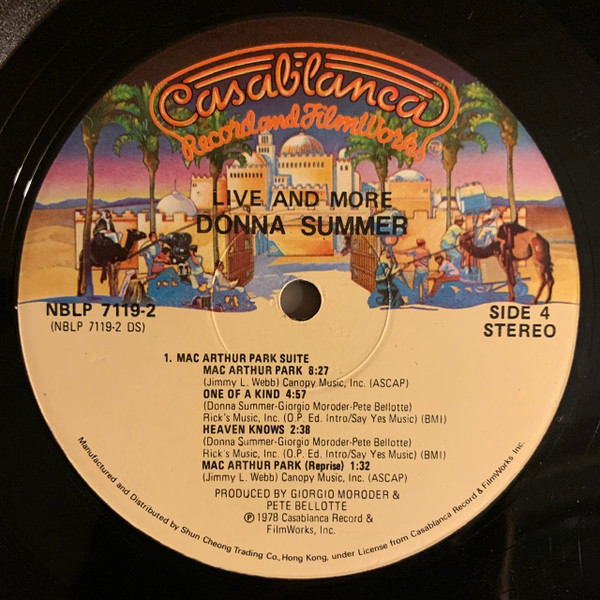 Casablanca
Record and FilmWorks
LIVE AND MORE
DONNA SUMMER
NBLP 7119-2
(NBLP 7119-2 DS)
SIDE 4
STEREO
1. MAC ARTHUR PARK SUITE
MAC ARTHUR PARK 8:27
(Jimmy L. Webb) Canopy Music, Inc. (ASCAP)
ONE OF A KIND 4:57
(Donna Summer-Giorgio Moroder-Pete Bellotte)
Rick's Music, Inc. (O.P. Ed. Intro/Say Yes Music) (BMI)
HEAVEN KNOWS 2:38
(Donna Summer-Giorgio Moroder-Pete Bellotte)
Rick's Music, Inc. (O.P. Ed. Intro/Say Yes Music) (BMI)
MAC ARTHUR PARK (Reprise) 1:32
(Jimmy L. Webb) Canopy Music, Inc. (ASCAP)
PRODUCED BY GIORGIO MORODER &
PETE BELLOTTE
℗ 1978 Casablanca Record &
FilmWorks, Inc.
Manufactured and Distributed by Shun Cheong Trading Co., Hong Kong, under License from Casablanca Record & FilmWorks Inc.